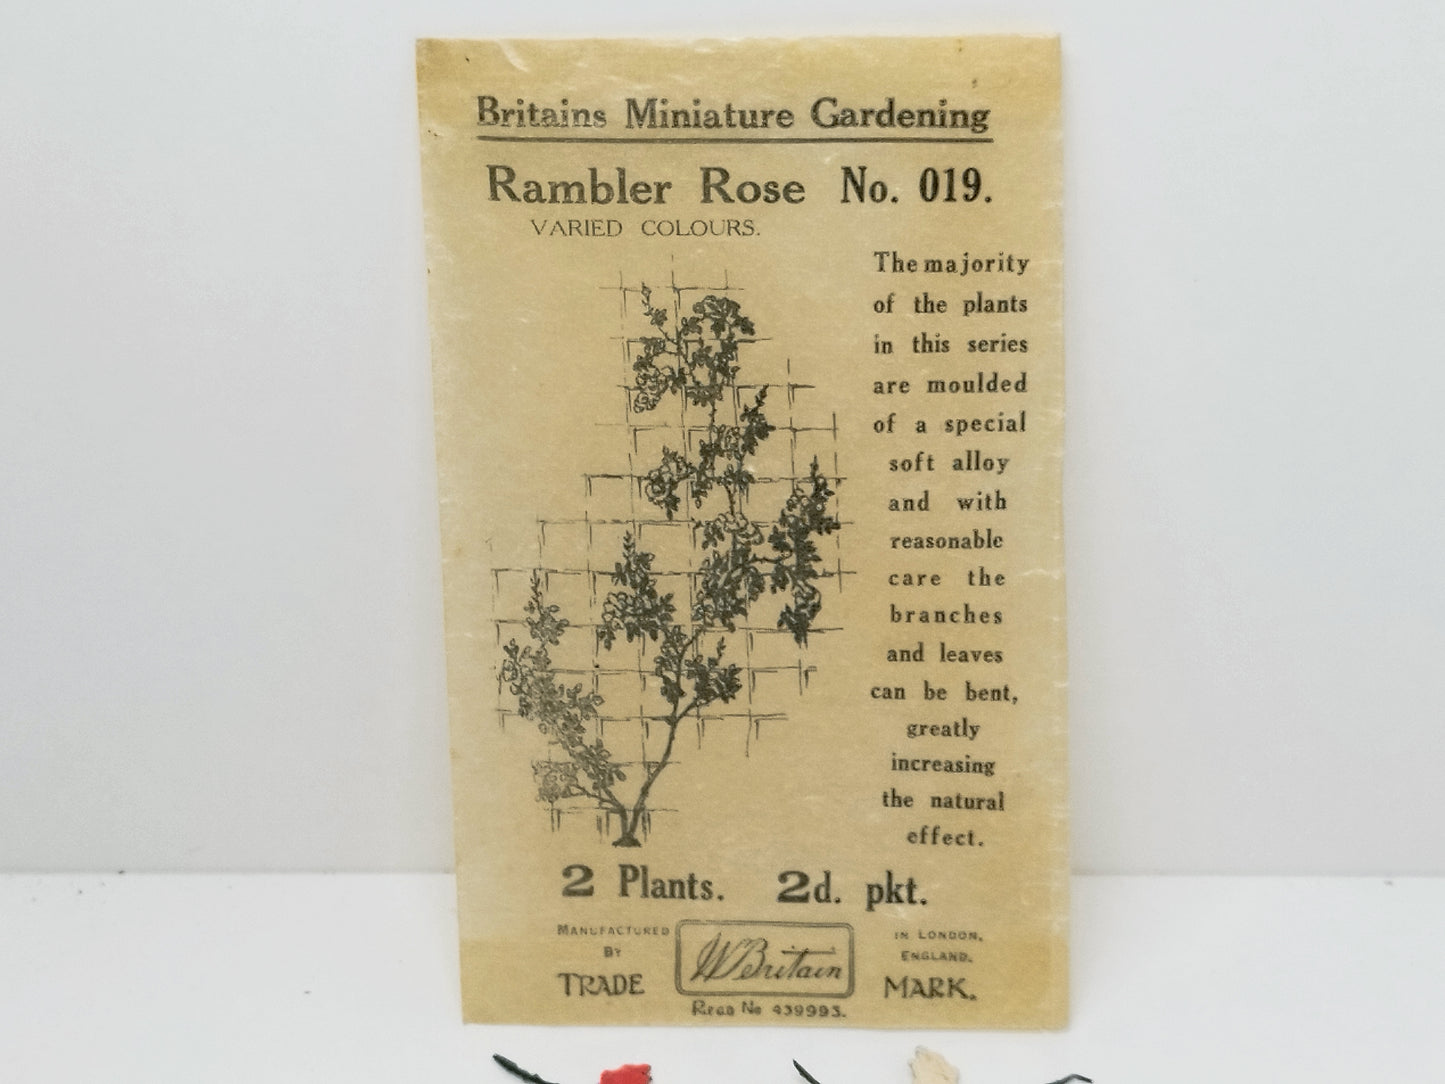 Britains Miniature Gardening
Rambler Rose No. 019.
VARIED COLOURS.
The majority
of the plants
in this series
are moulded
of a special
soft alloy
and with
reasonable
care the
branches
and leaves
can be bent,
greatly
increasing
the natural
effect.
2 Plants. 2d. pkt.
MANUFACTURED
BY
TRADE
W Britain
IN LONDON,
ENGLAND.
MARK.
Regd No 439993.